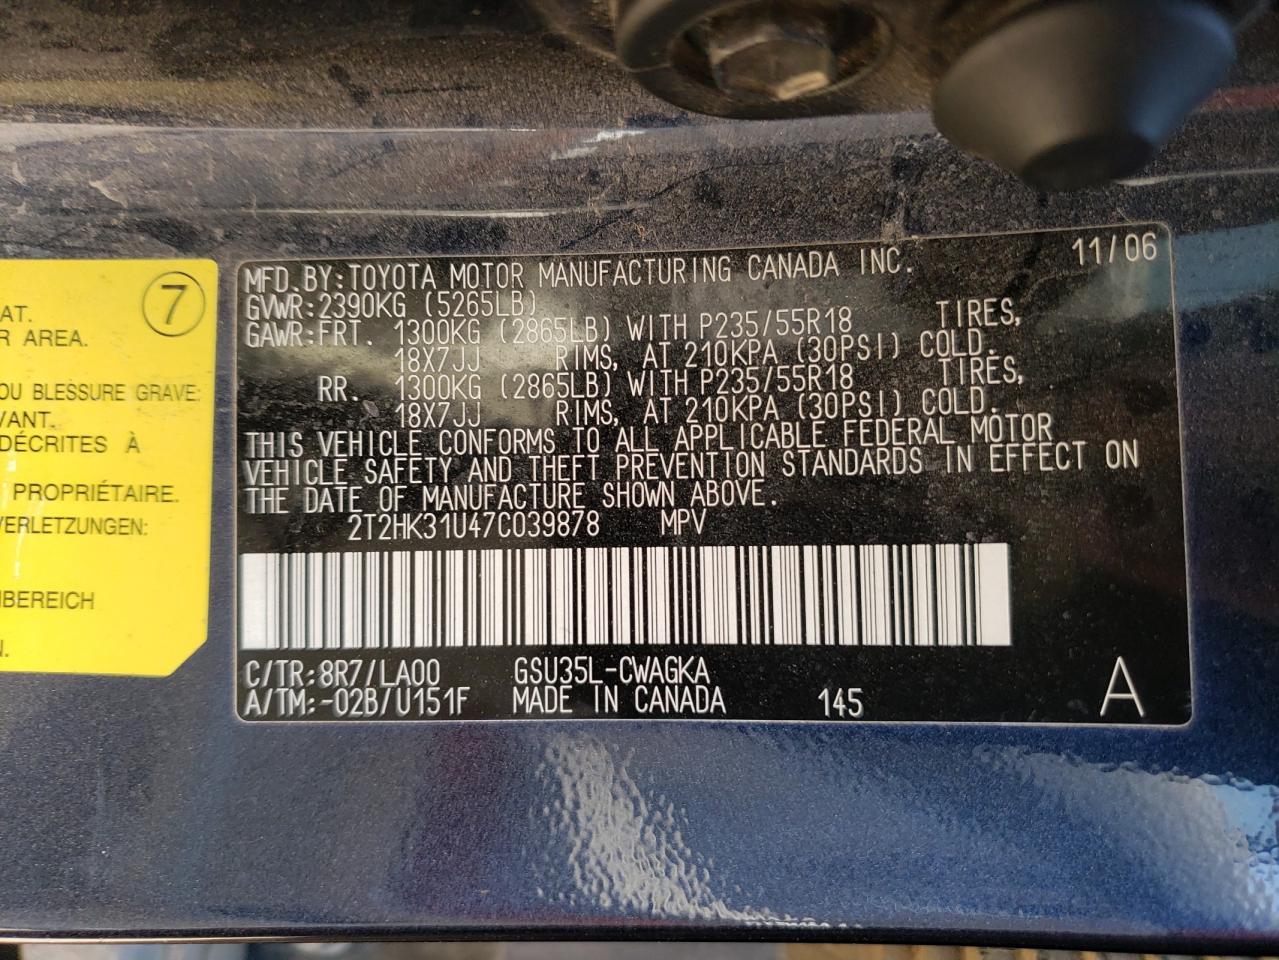 7
AT.
R AREA.
OU BLESSURE GRAVE:
VANT.
DÉCRITES À
PROPRIÉTAIRE.
VERLETZUNGEN:
BEREICH
N.
MFD.BY:TOYOTA MOTOR MANUFACTURING CANADA INC. 11/06
GVWR:2390KG (5265LB)
GAWR:FRT. 1300KG (2865LB) WITH P235/55R18 TIRES,
18X7JJ RIMS, AT 210KPA (30PSI) COLD.
RR. 1300KG (2865LB) WITH P235/55R18 TIRES,
18X7JJ RIMS, AT 210KPA (30PSI) COLD.
THIS VEHICLE CONFORMS TO ALL APPLICABLE FEDERAL MOTOR
VEHICLE SAFETY AND THEFT PREVENTION STANDARDS IN EFFECT ON
THE DATE OF MANUFACTURE SHOWN ABOVE.
2T2HK31U47C039878 MPV
C/TR:8R7/LA00 GSU35L-CWAGKA
A/TM:-02B/U151F MADE IN CANADA 145 A